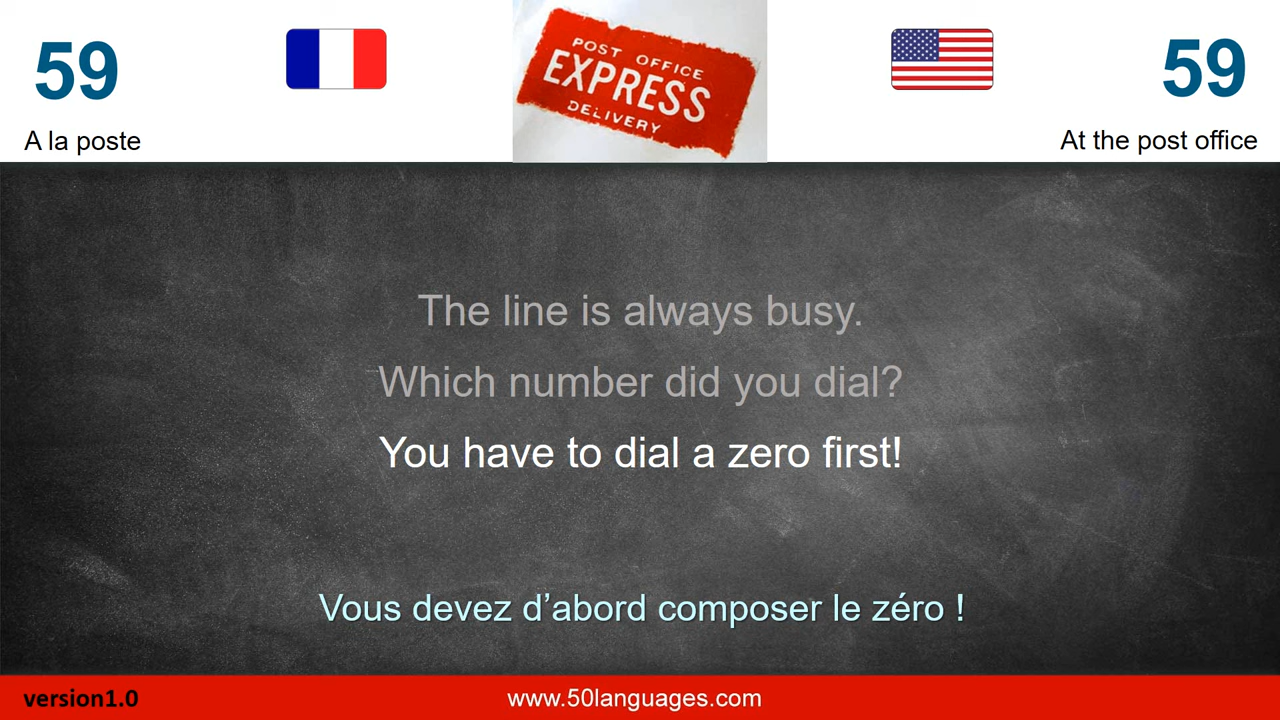 59
A la poste
POST OFFICE
EXPRESS
DELIVERY
59
At the post office
The line is always busy.
Which number did you dial?
You have to dial a zero first!
Vous devez d’abord composer le zéro !
version1.0
www.50languages.com